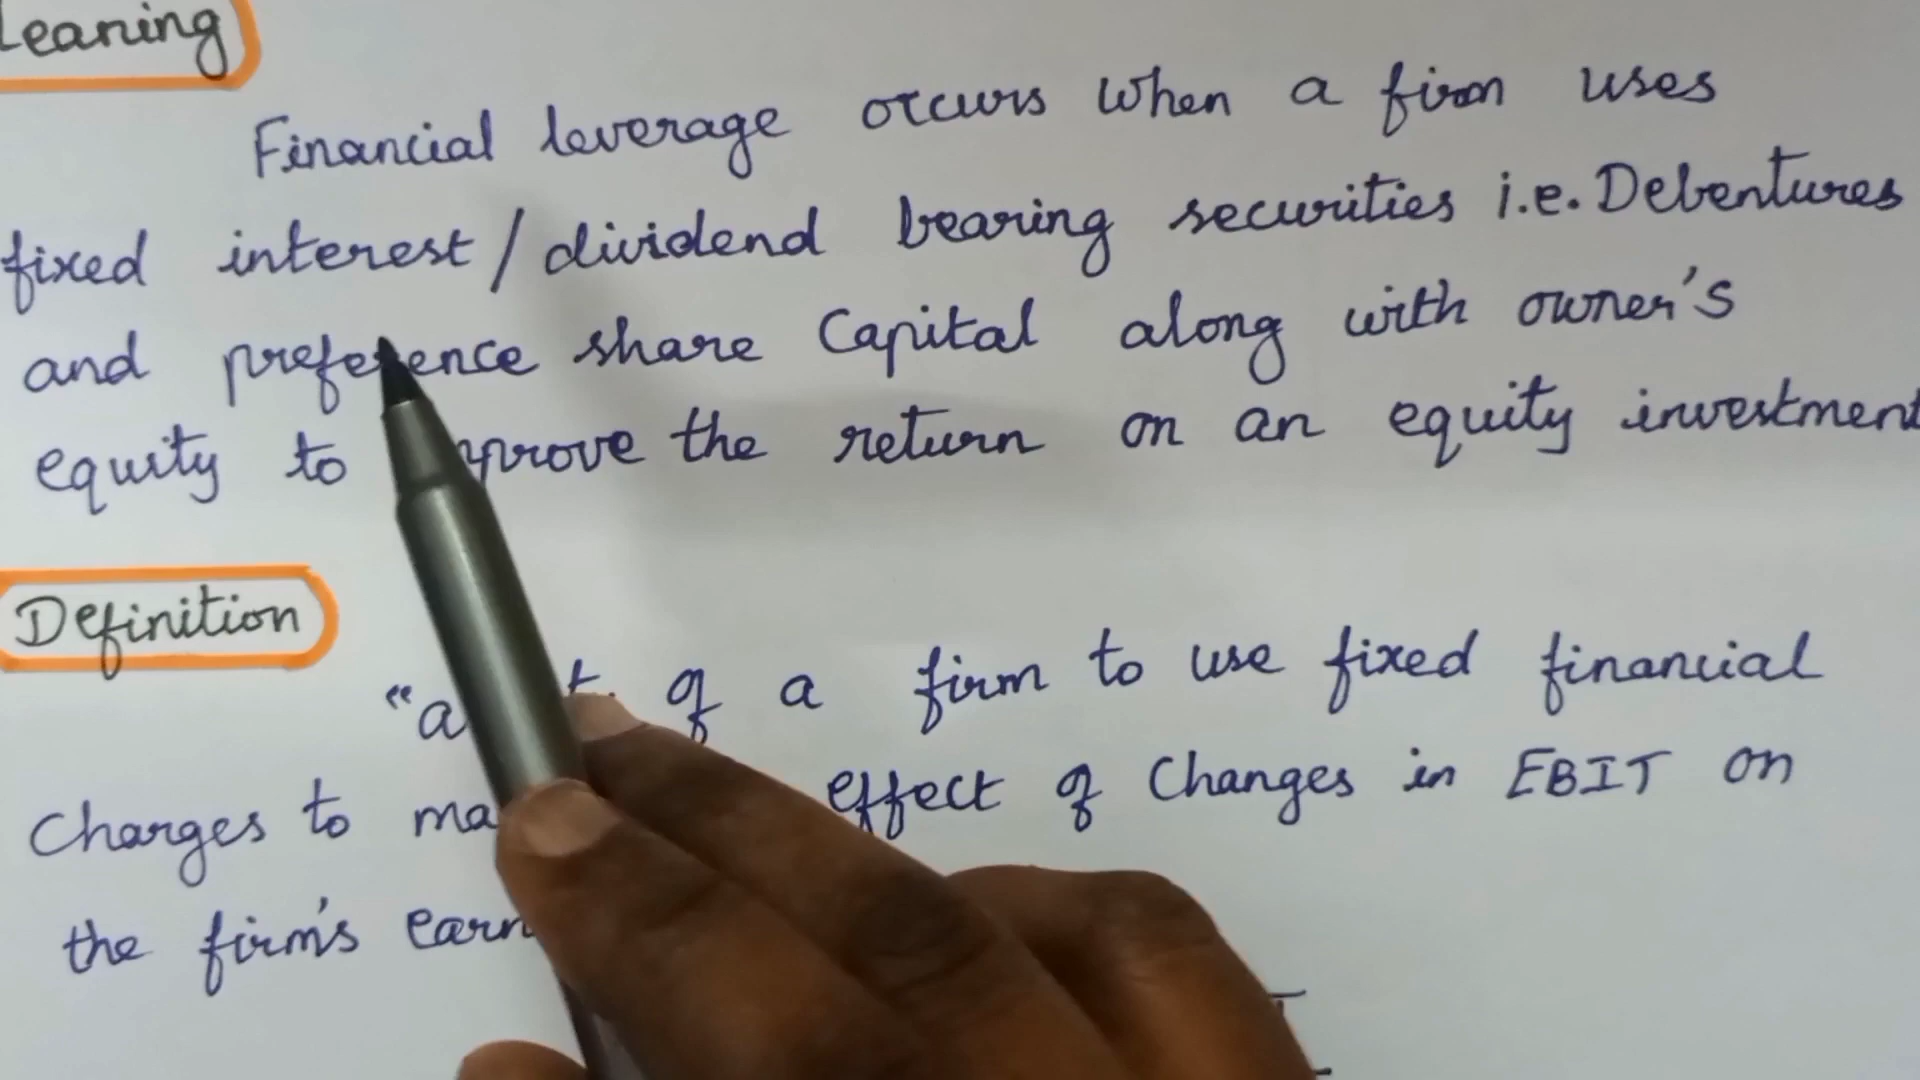 Financial leverage occurs when a firm uses
fixed interest/dividend bearing securities i.e. Debentures
and preference share Capital along with owner's
equity to the return on an equity investment
Definition
of a firm to use fixed financial
Charges to effect of Changes in EBIT on
the firm's